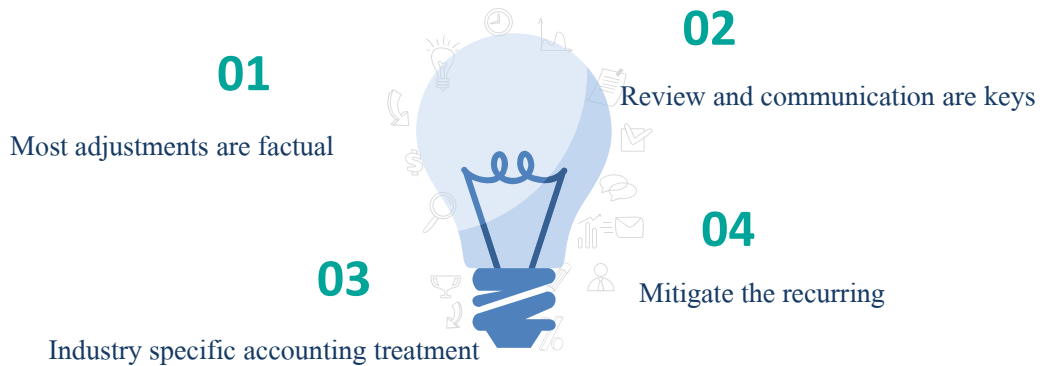 01
Most adjustments are factual
02
Review and communication are keys
03
Industry specific accounting treatment
04
Mitigate the recurring